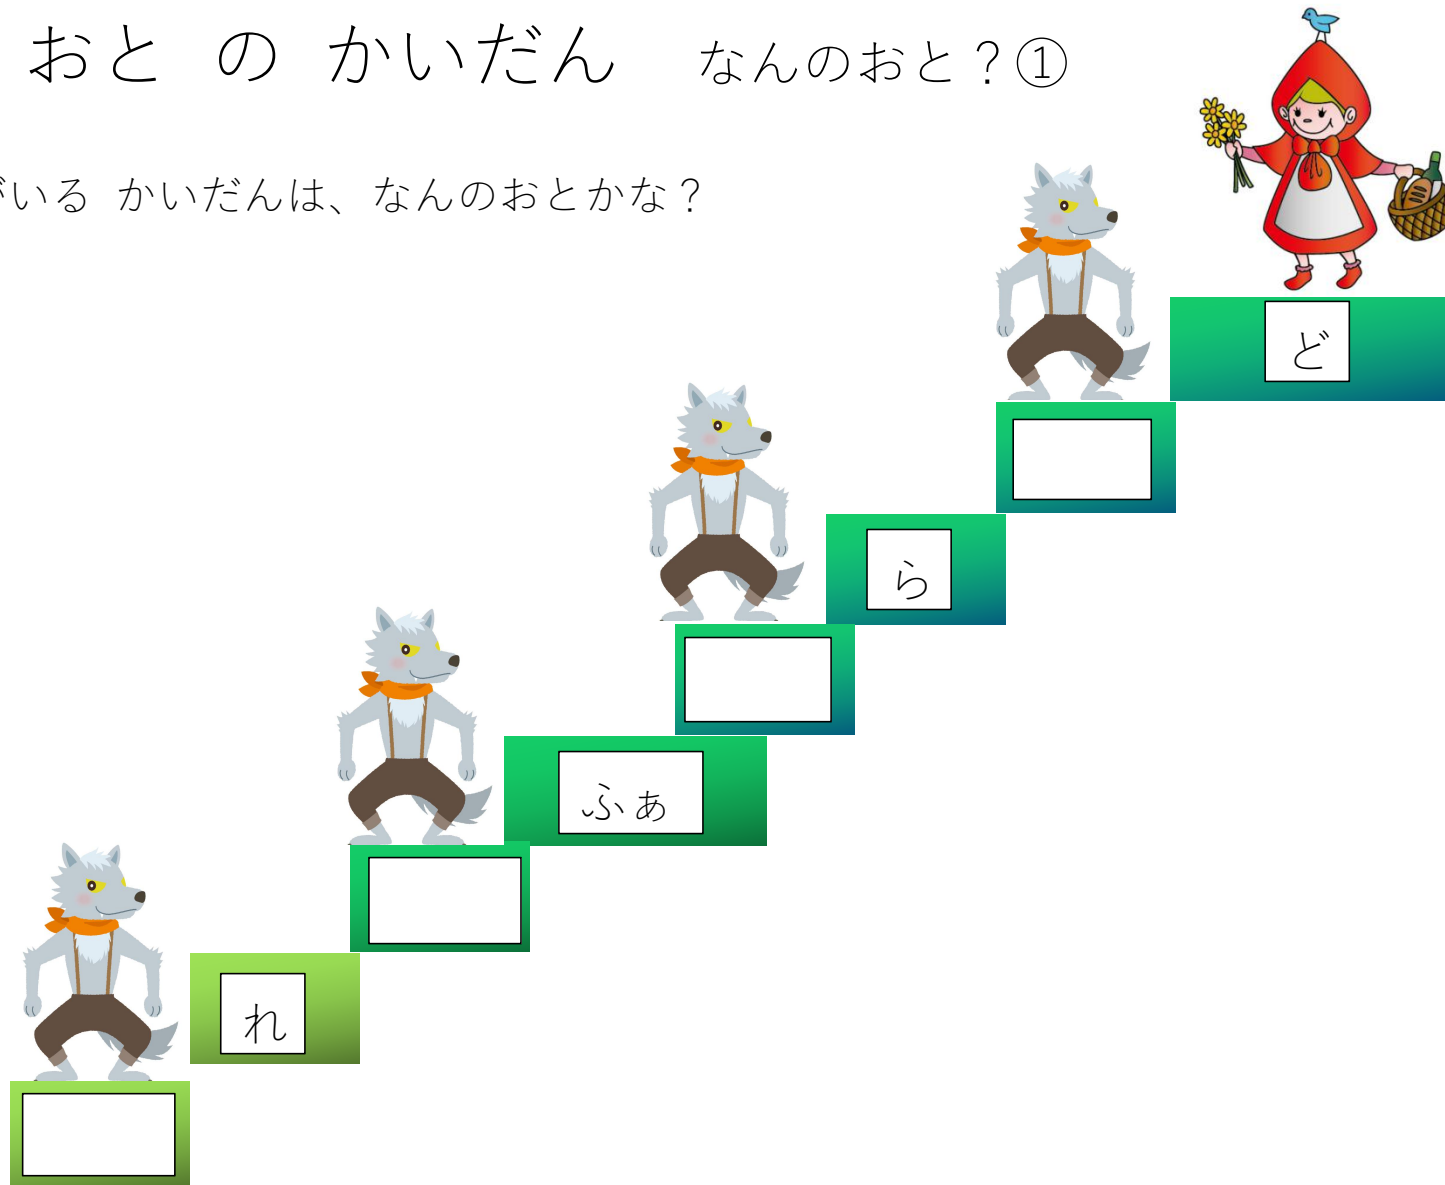 おと の かいだん なんのおと？①
がいる かいだんは、なんのおとかな？
ど
ら
ふぁ
れ